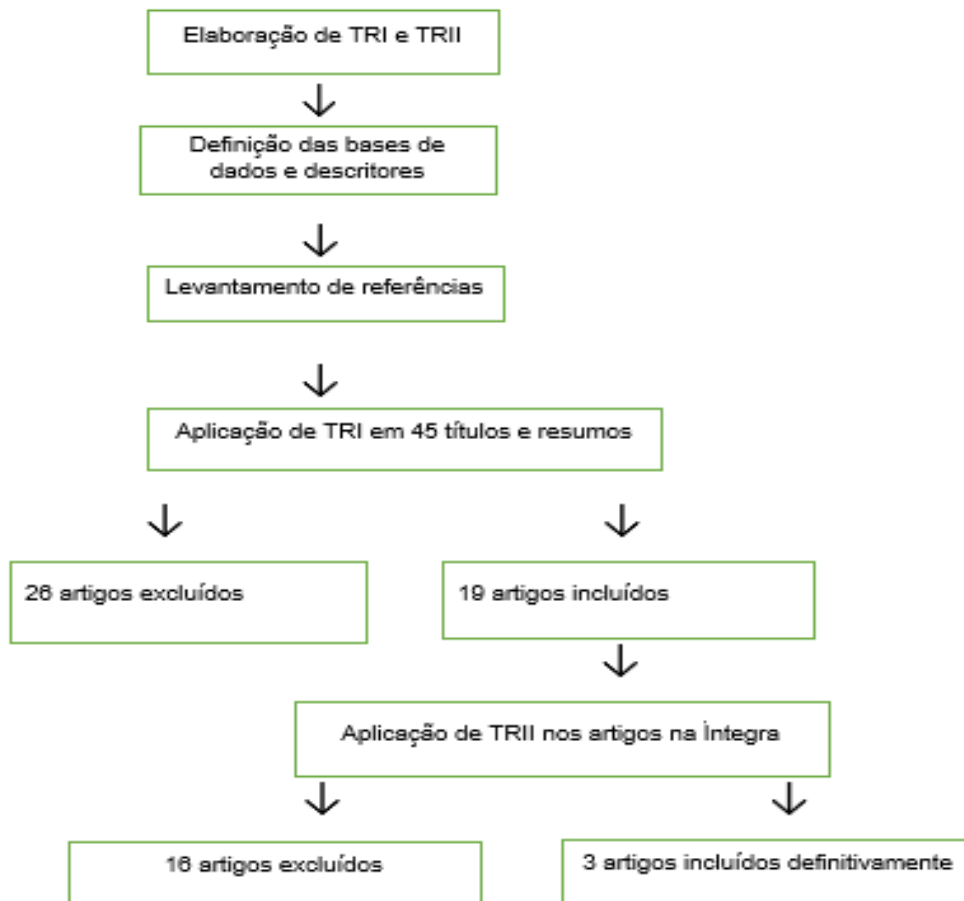 Elaboração de TRI e TRII
Definição das bases de
dados e descritores
Levantamento de referências
Aplicação de TRI em 45 títulos e resumos
26 artigos excluídos
19 artigos incluídos
Aplicação de TRII nos artigos na Ìntegra
16 artigos excluídos
3 artigos incluídos definitivamente